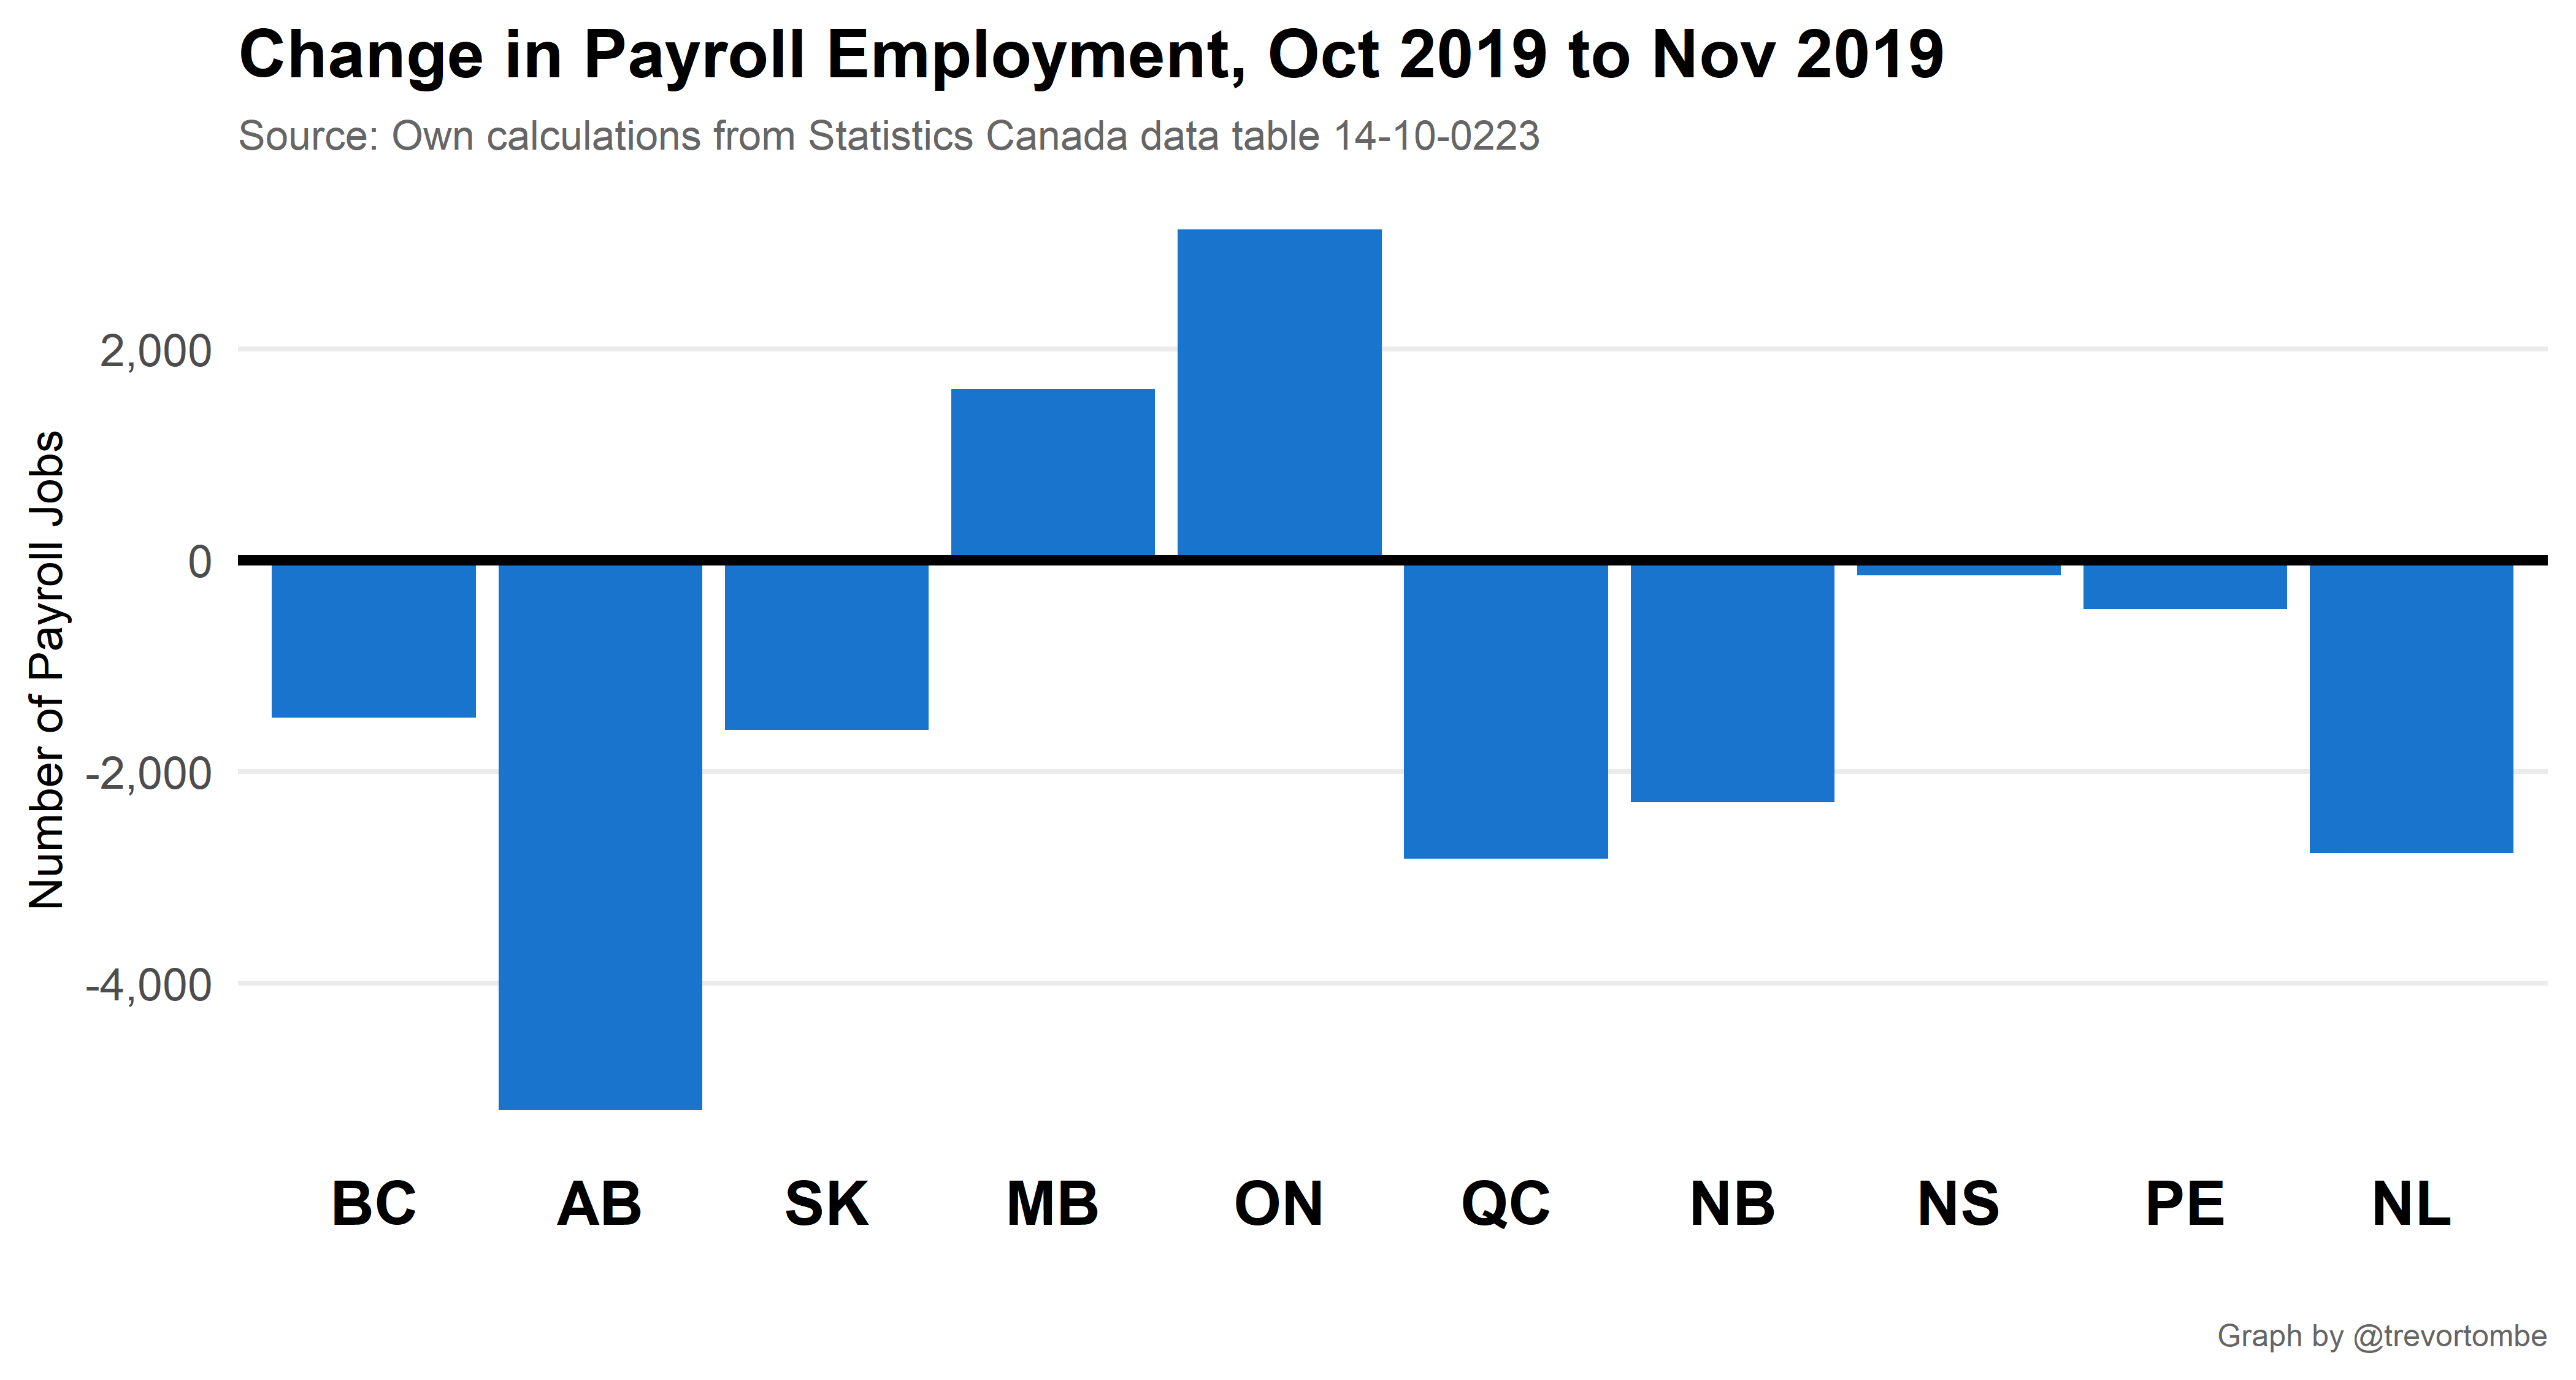 Change in Payroll Employment, Oct 2019 to Nov 2019
Source: Own calculations from Statistics Canada data table 14-10-0223
Number of Payroll Jobs
2,000
0
-2,000
-4,000
BC AB SK MB ON QC NB NS PE NL
Graph by @trevortombe